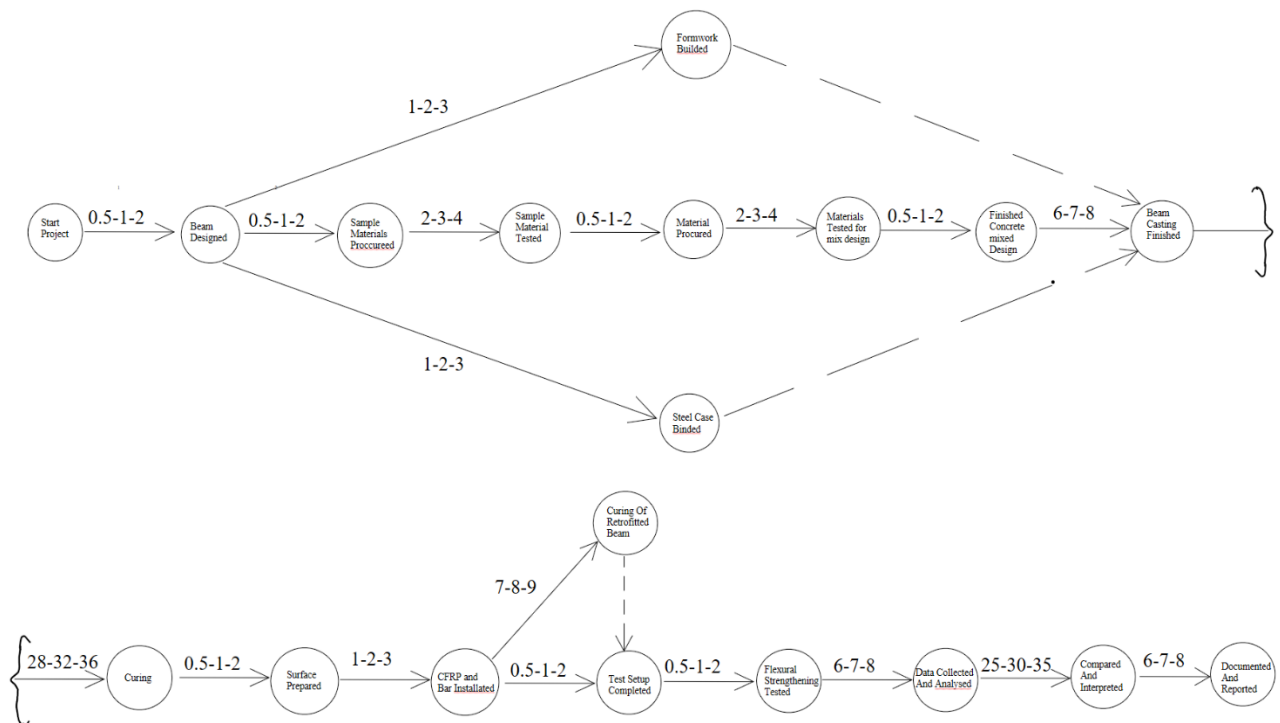 Formwork
Builded
1-2-3
Start
Project
0.5-1-2
Beam
Designed
0.5-1-2
Sample
Materials
Proccureed
2-3-4
Sample
Material
Tested
0.5-1-2
Material
Procured
2-3-4
Materials
Tested for
mix design
0.5-1-2
Finished
Concrete
mixed
Design
6-7-8
Beam
Casting
Finished
1-2-3
Steel Case
Binded
Curing Of
Retrofitted
Beam
7-8-9
28-32-36
Curing
0.5-1-2
Surface
Prepared
1-2-3
CFRP and
Bar Installated
0.5-1-2
Test Setup
Completed
0.5-1-2
Flexural
Strengthening
Tested
6-7-8
Data Collected
And Analysed
25-30-35
Compared
And
Interpreted
6-7-8
Documented
And
Reported